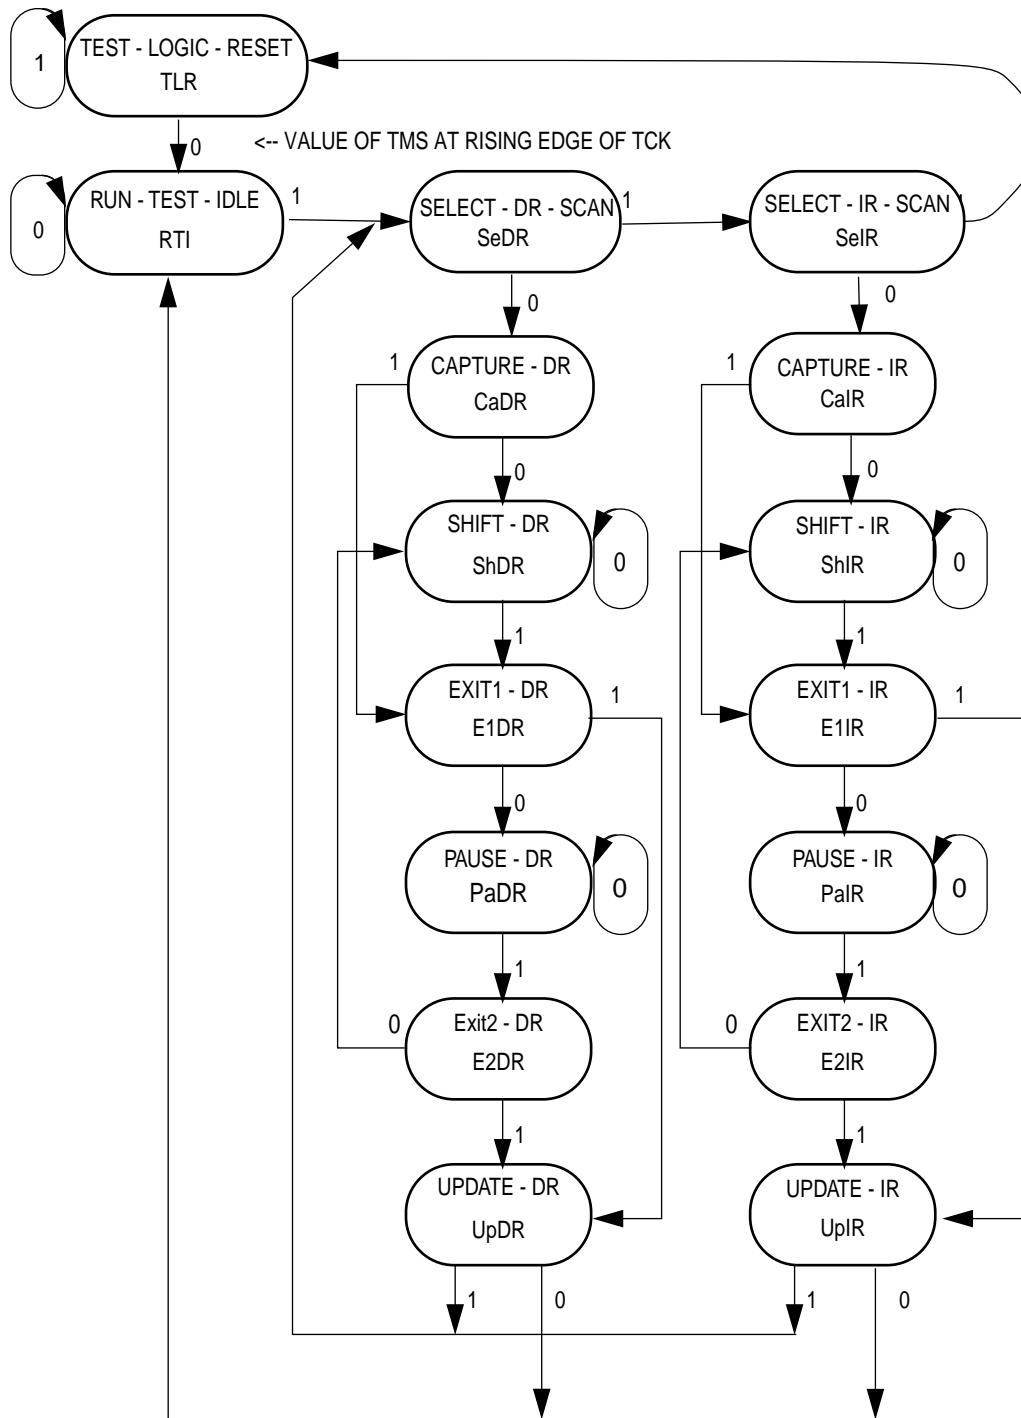 TEST - LOGIC - RESET
1
TLR
0
<-- VALUE OF TMS AT RISING EDGE OF TCK
RUN - TEST - IDLE
1
0
RTI
SELECT - DR - SCAN
1
SeDR
SELECT - IR - SCAN
1
SeIR
0
0
1
CAPTURE - DR
CaDR
1
CAPTURE - IR
CaIR
0
0
SHIFT - DR
ShDR
0
SHIFT - IR
ShIR
0
1
1
EXIT1 - DR
1
E1DR
EXIT1 - IR
1
E1IR
0
0
PAUSE - DR
PaDR
0
PAUSE - IR
PaIR
0
1
1
0
Exit2 - DR
E2DR
0
EXIT2 - IR
E2IR
1
1
UPDATE - DR
UpDR
UPDATE - IR
UpIR
1
0
1
0